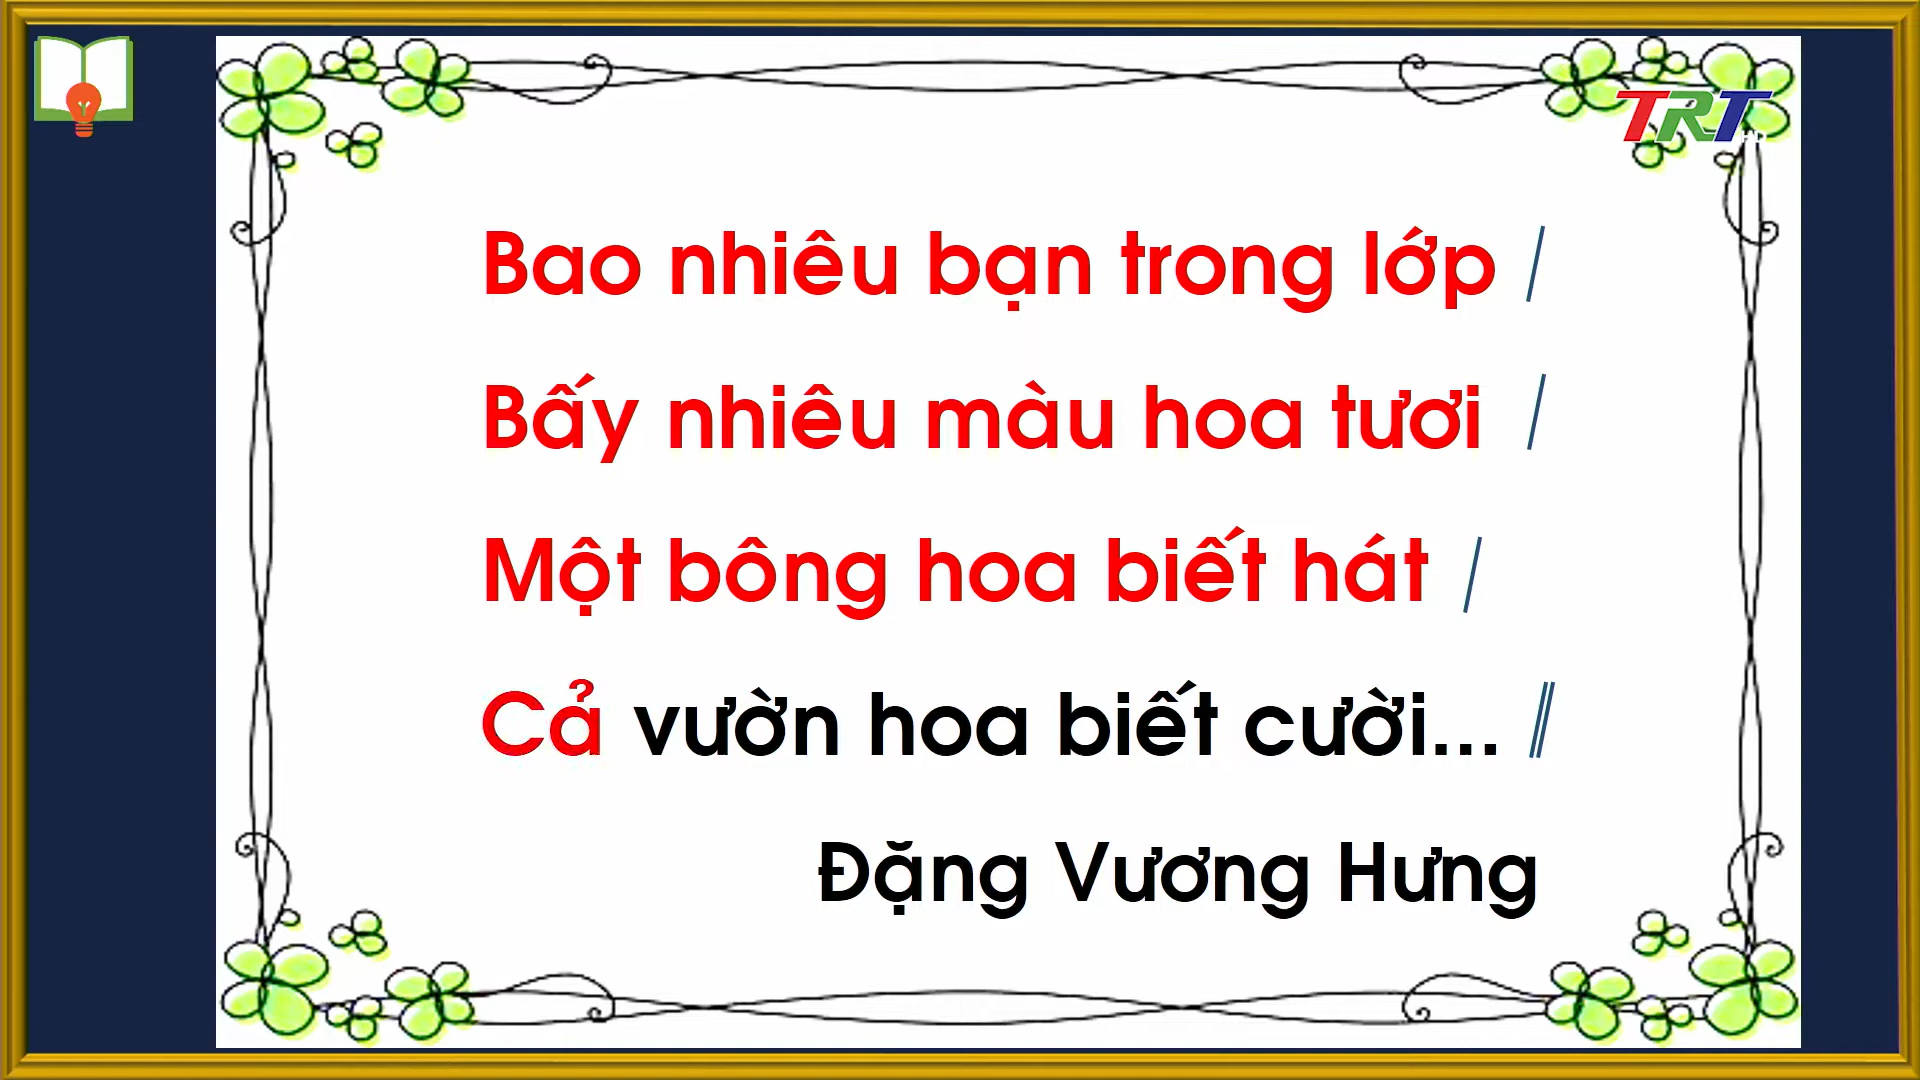 TRT HD
Bao nhiêu bạn trong lớp /
Bấy nhiêu màu hoa tươi /
Một bông hoa biết hát /
Cả vườn hoa biết cười... //
Đặng Vương Hưng